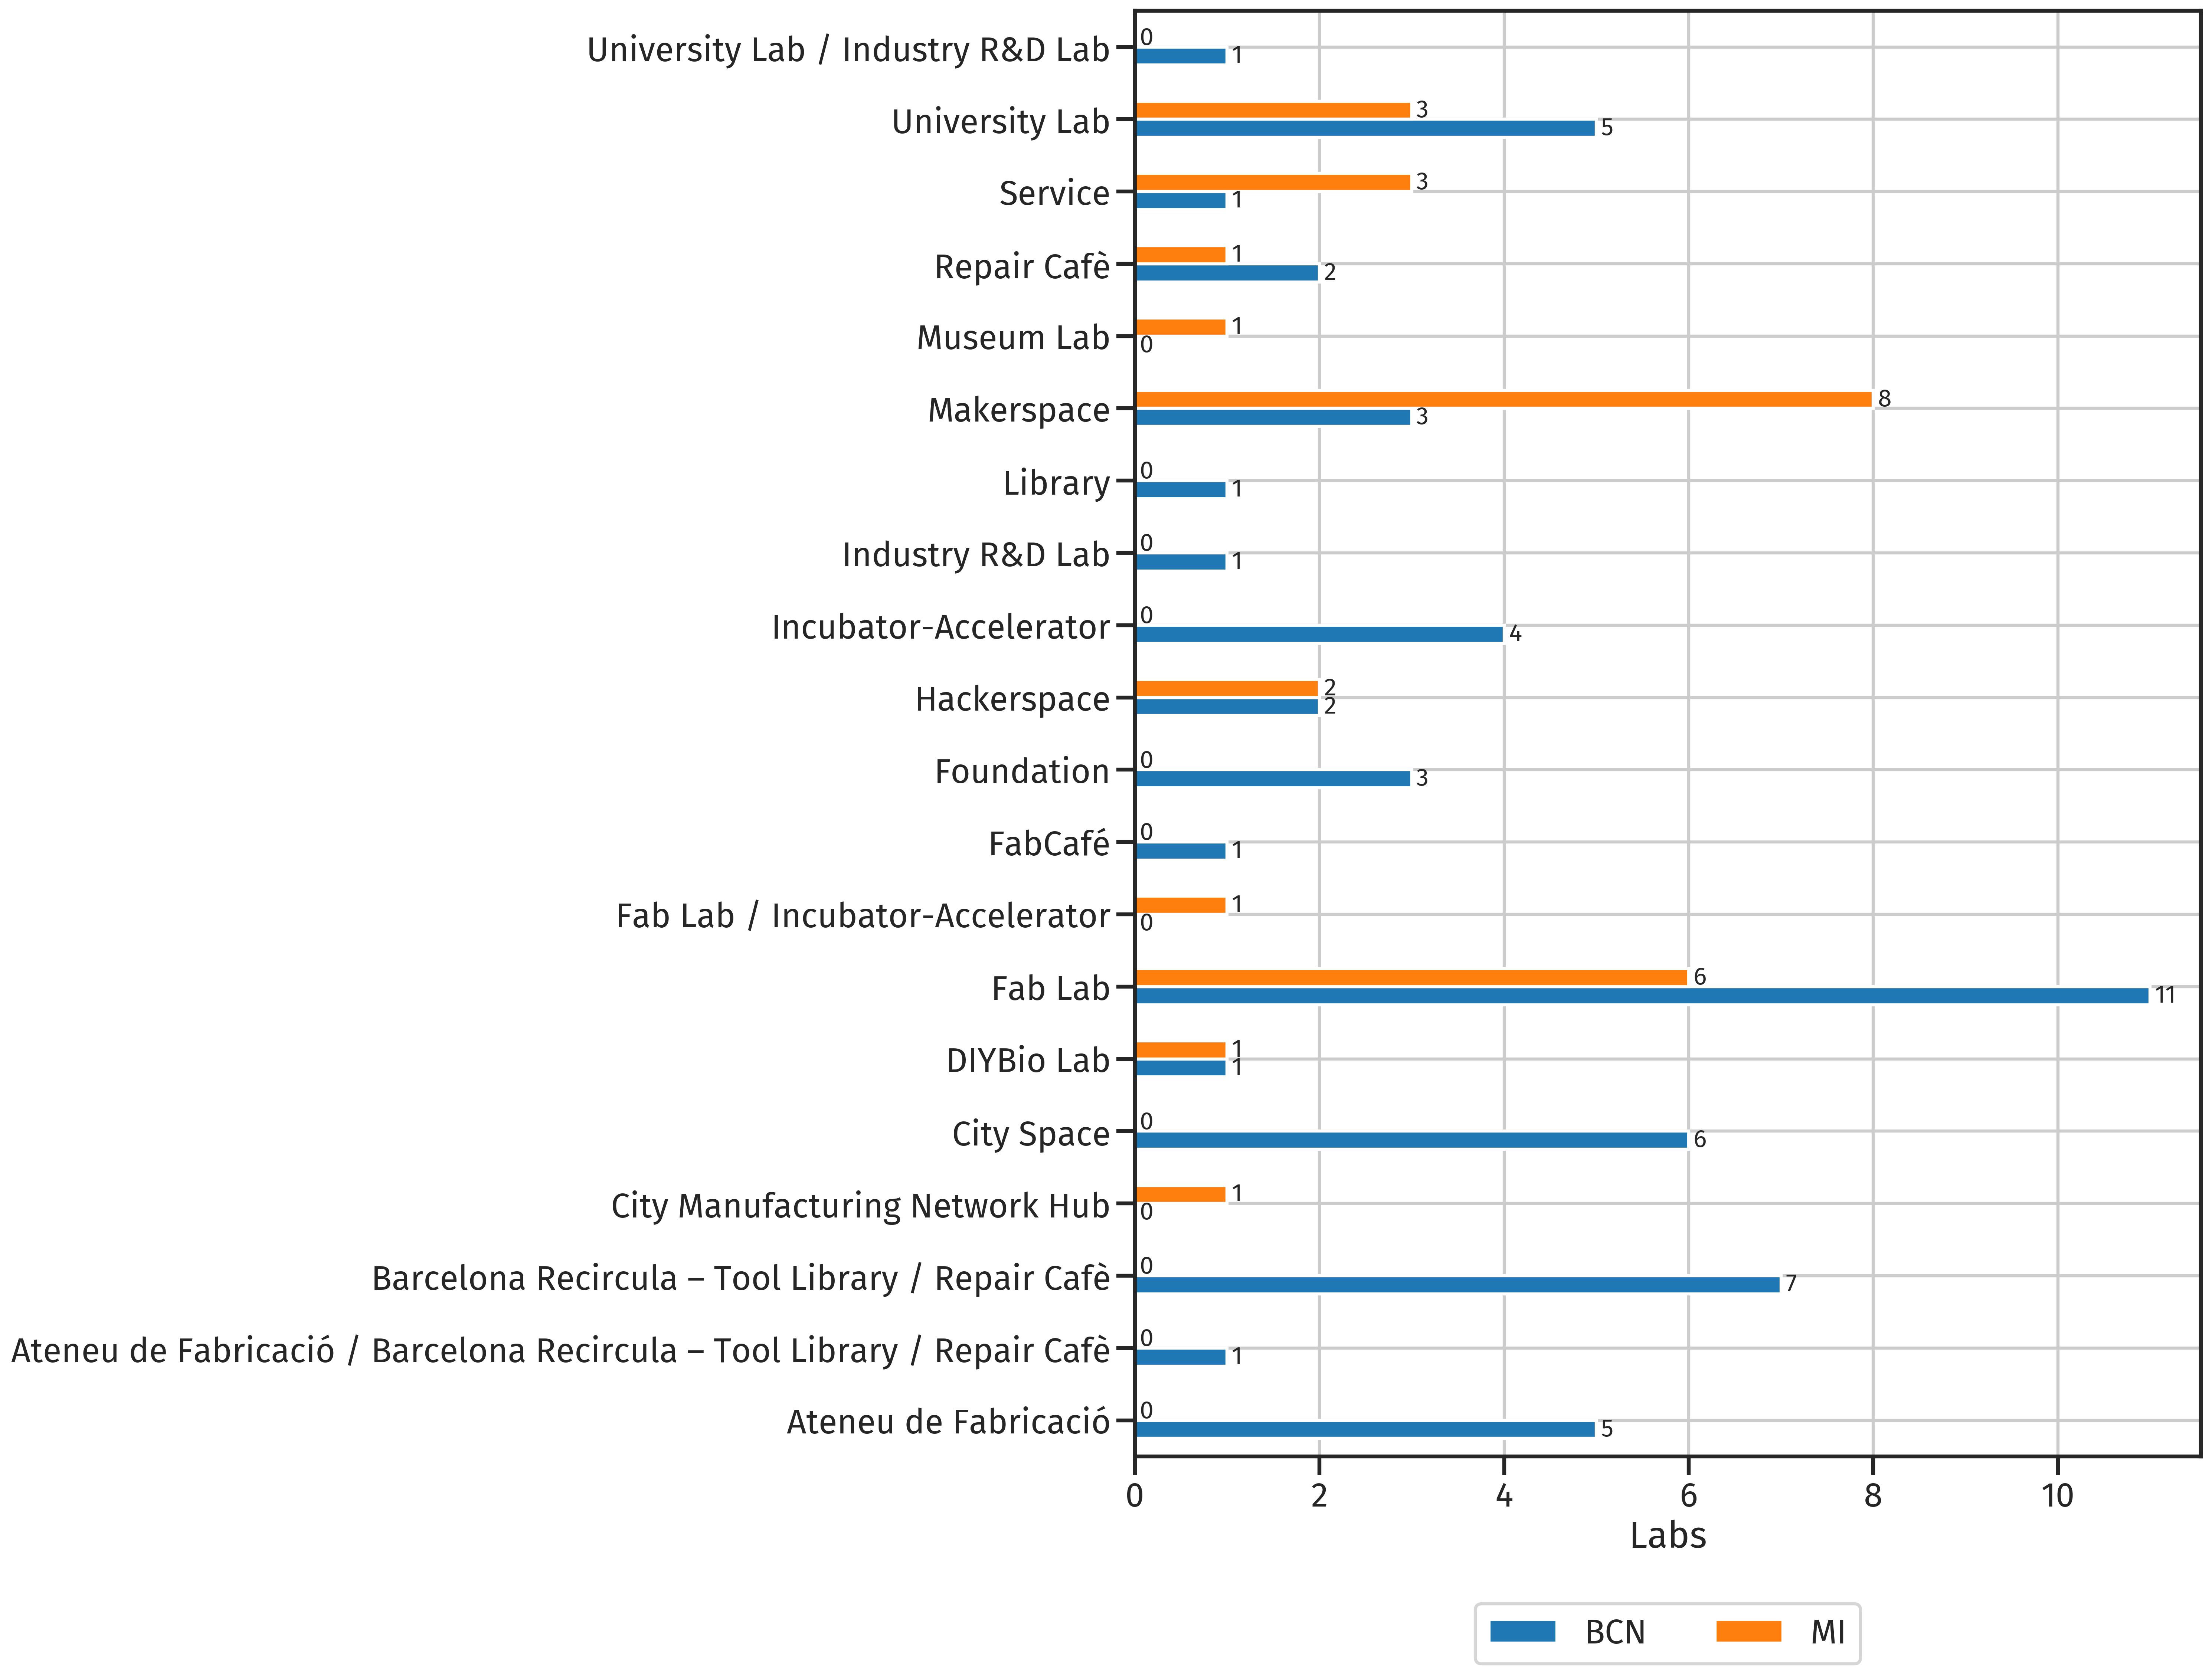 University Lab / Industry R&D Lab
0
1
University Lab
3
5
Service
3
1
Repair Cafè
1
2
Museum Lab
1
0
Makerspace
8
3
Library
0
1
Industry R&D Lab
0
1
Incubator-Accelerator
0
4
Hackerspace
2
2
Foundation
0
3
FabCafé
0
1
Fab Lab / Incubator-Accelerator
1
0
Fab Lab
6
11
DIYBio Lab
1
1
City Space
0
6
City Manufacturing Network Hub
1
0
Barcelona Recircula – Tool Library / Repair Cafè
0
7
Ateneu de Fabricació / Barcelona Recircula – Tool Library / Repair Cafè
0
1
Ateneu de Fabricació
0
5
0 2 4 6 8 10
Labs
BCN MI